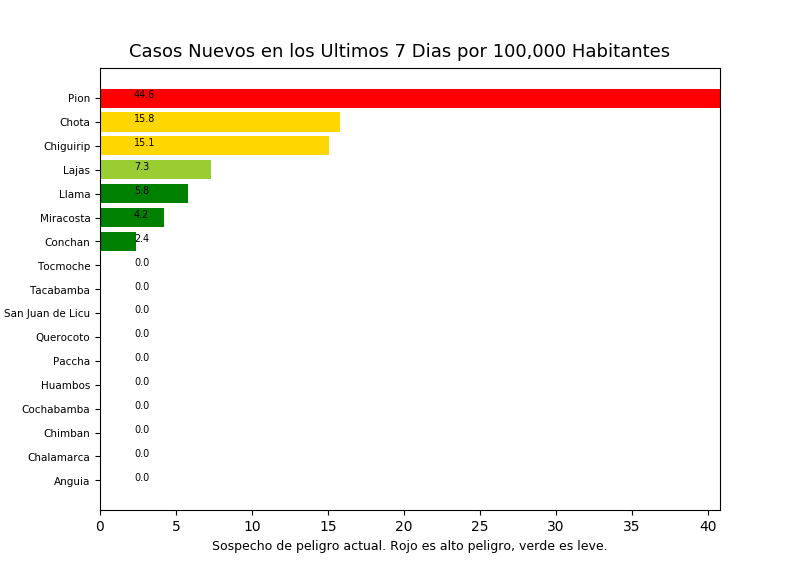 Casos Nuevos en los Ultimos 7 Dias por 100,000 Habitantes
Pion 44.6
Chota 15.8
Chiguirip 15.1
Lajas 7.3
Llama 5.8
Miracosta 4.2
Conchan 2.4
Tocmoche 0.0
Tacabamba 0.0
San Juan de Licu 0.0
Querocoto 0.0
Paccha 0.0
Huambos 0.0
Cochabamba 0.0
Chimban 0.0
Chalamarca 0.0
Anguia 0.0
0 5 10 15 20 25 30 35 40
Sospecho de peligro actual. Rojo es alto peligro, verde es leve.